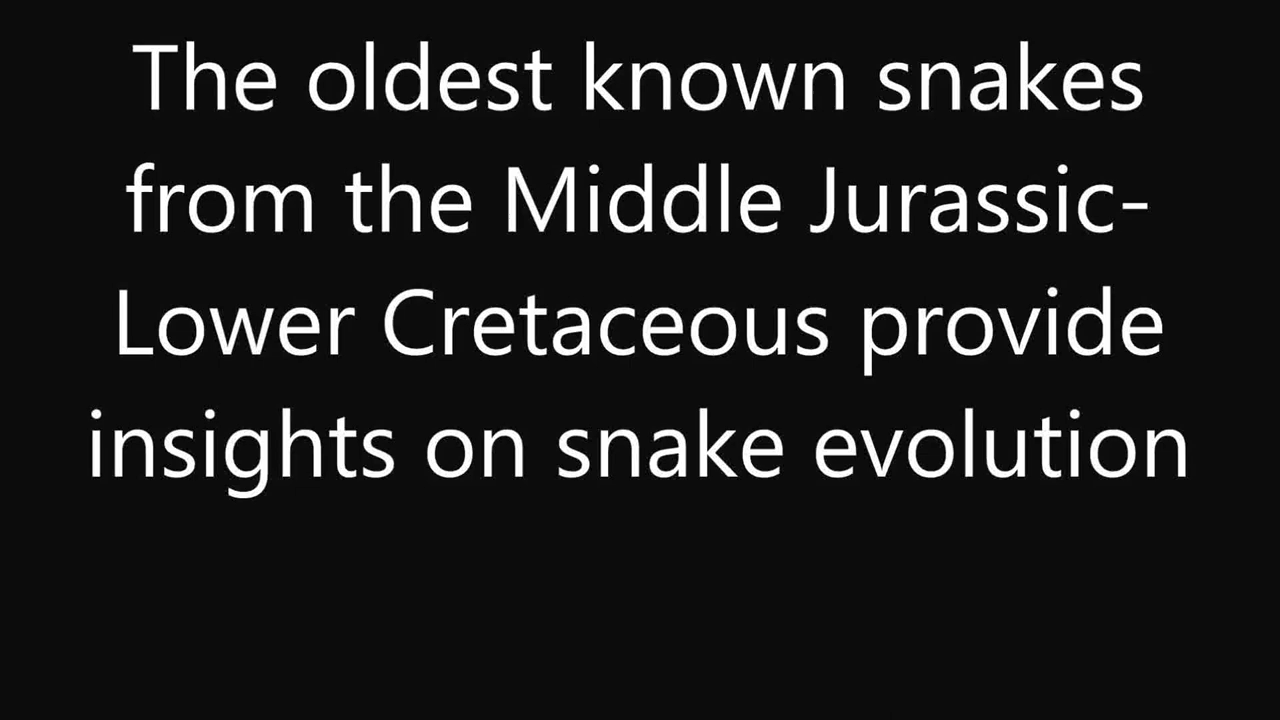 The oldest known snakes
from the Middle Jurassic-
Lower Cretaceous provide
insights on snake evolution